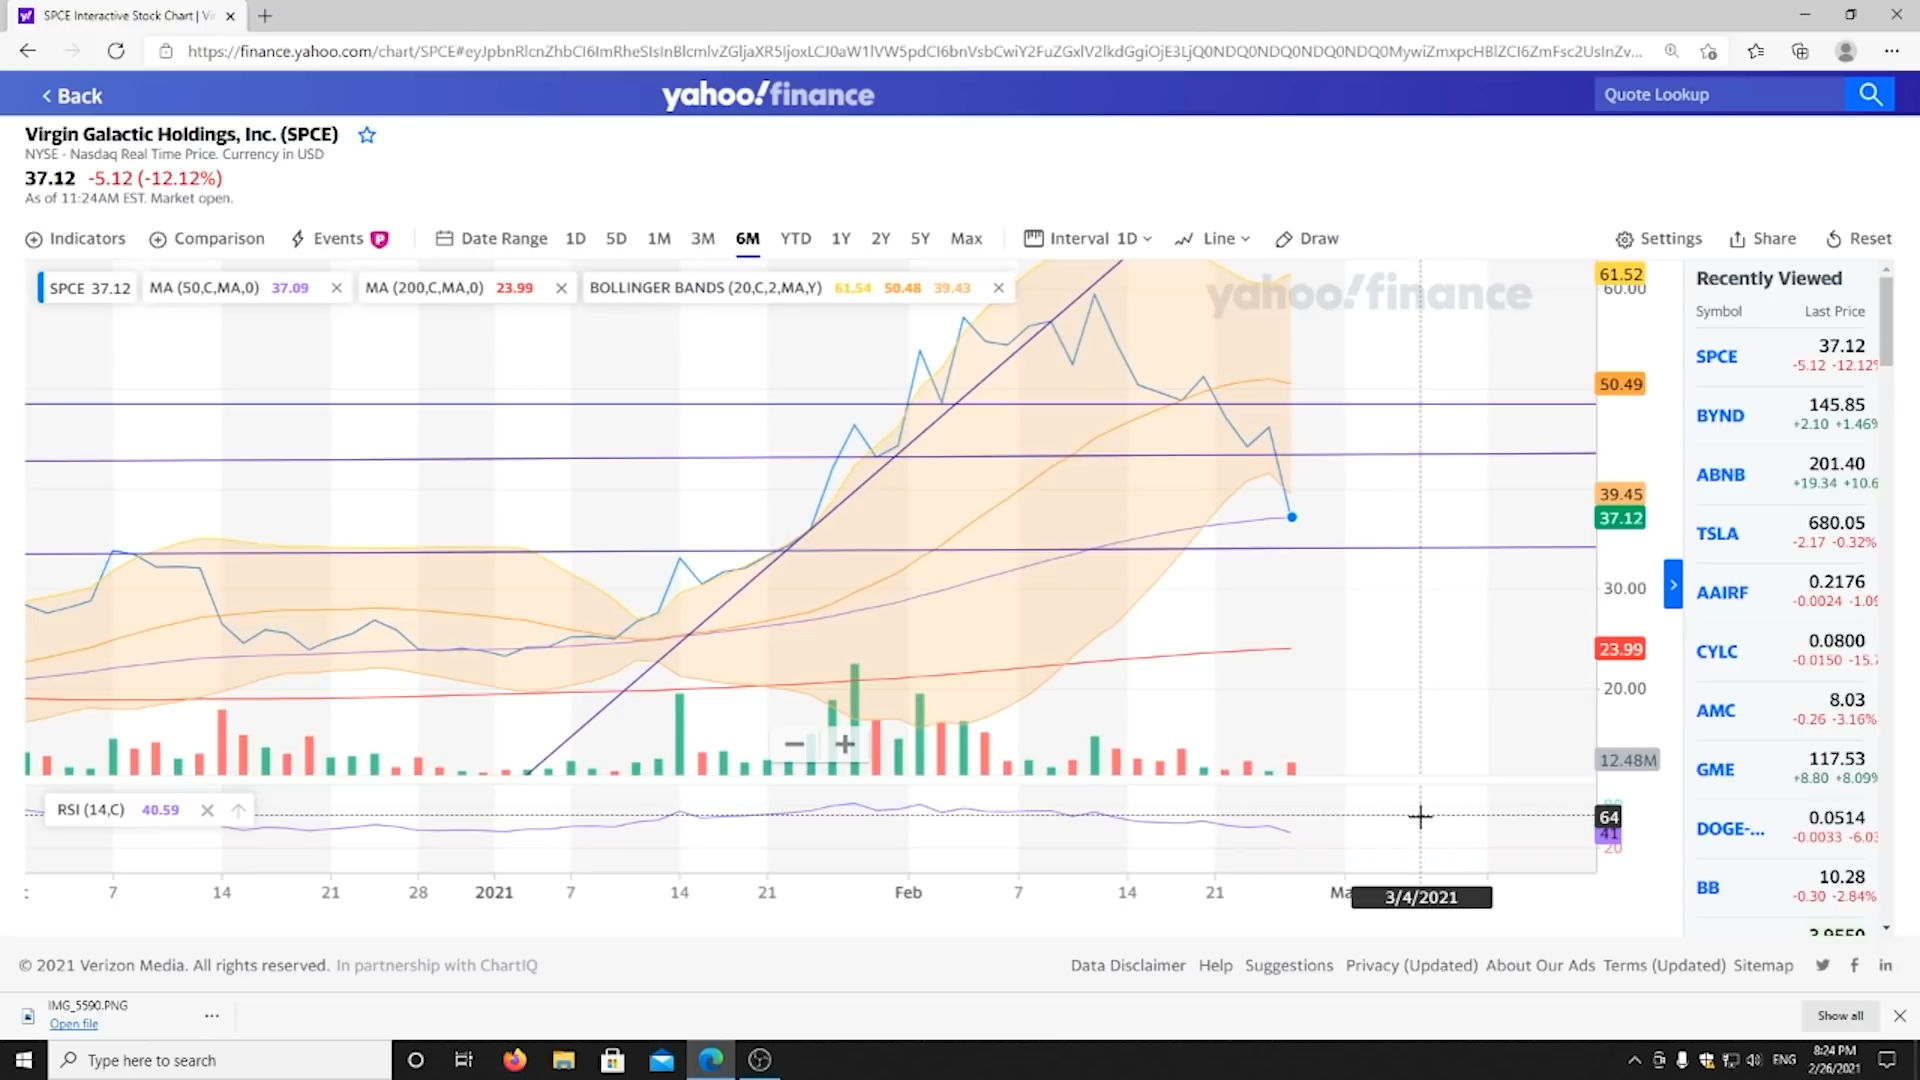 SPCE Interactive Stock Chart | Vir
https://finance.yahoo.com/chart/SPCE#eyJpbnRlcnZhbCI6ImRheSIsInBlcmlvZGljaXR5IjoxLCJ0aW1lVW5pdCI6bnVsbCwiY2FuZGxlV2lkdGgiOjE3LjQ0NDQ0NDQ0NDQ0NDQ0MywiZmxpcHBlZCI6ZmFsc2UsInZv...
< Back
yahoo!finance
Quote Lookup
Virgin Galactic Holdings, Inc. (SPCE)
NYSE - Nasdaq Real Time Price. Currency in USD
37.12 -5.12 (-12.12%)
As of 11:24AM EST. Market open.
Indicators Comparison Events P Date Range 1D 5D 1M 3M 6M YTD 1Y 2Y 5Y Max Interval 1D Line Draw Settings Share Reset
SPCE 37.12 MA (50,C,MA,0) 37.09 MA (200,C,MA,0) 23.99 BOLLINGER BANDS (20,C,2,MA,Y) 61.54 50.48 39.43
yahoo!finance
61.52
60.00
50.49
39.45
37.12
30.00
23.99
20.00
12.48M
RSI (14,C) 40.59
64
41
20
7 14 21 28 2021 7 14 21 Feb 7 14 21 Ma 3/4/2021
Recently Viewed
Symbol Last Price
SPCE 37.12
-5.12 -12.12%
BYND 145.85
+2.10 +1.46%
ABNB 201.40
+19.34 +10.6
TSLA 680.05
-2.17 -0.32%
AAIRF 0.2176
-0.0024 -1.09
CYLC 0.0800
-0.0150 -15.7
AMC 8.03
-0.26 -3.16%
GME 117.53
+8.80 +8.09%
DOGE-... 0.0514
-0.0033 -6.03
BB 10.28
-0.30 -2.84%
© 2021 Verizon Media. All rights reserved. In partnership with ChartIQ
Data Disclaimer Help Suggestions Privacy (Updated) About Our Ads Terms (Updated) Sitemap
IMG_5590.PNG
Open file
Show all
Type here to search
ENG
8:24 PM
2/26/2021